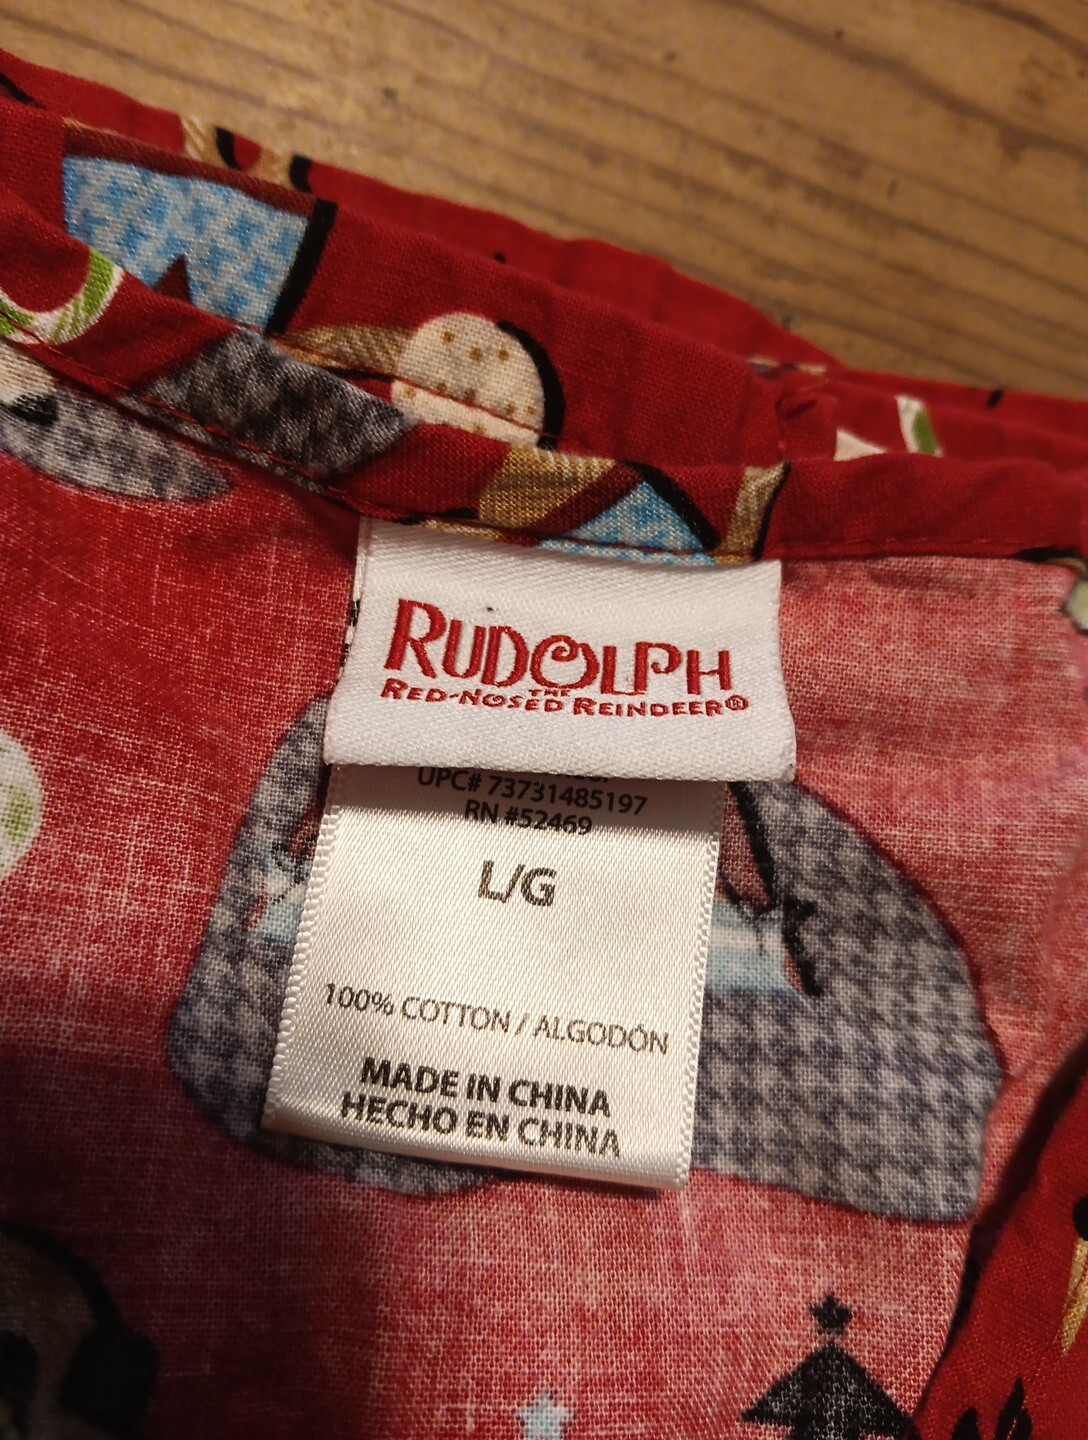 RUDOLPH
THE
RED-NOSED REINDEER®
UPC# 73731485197
RN #52469
L/G
100% COTTON / ALGODÓN
MADE IN CHINA
HECHO EN CHINA